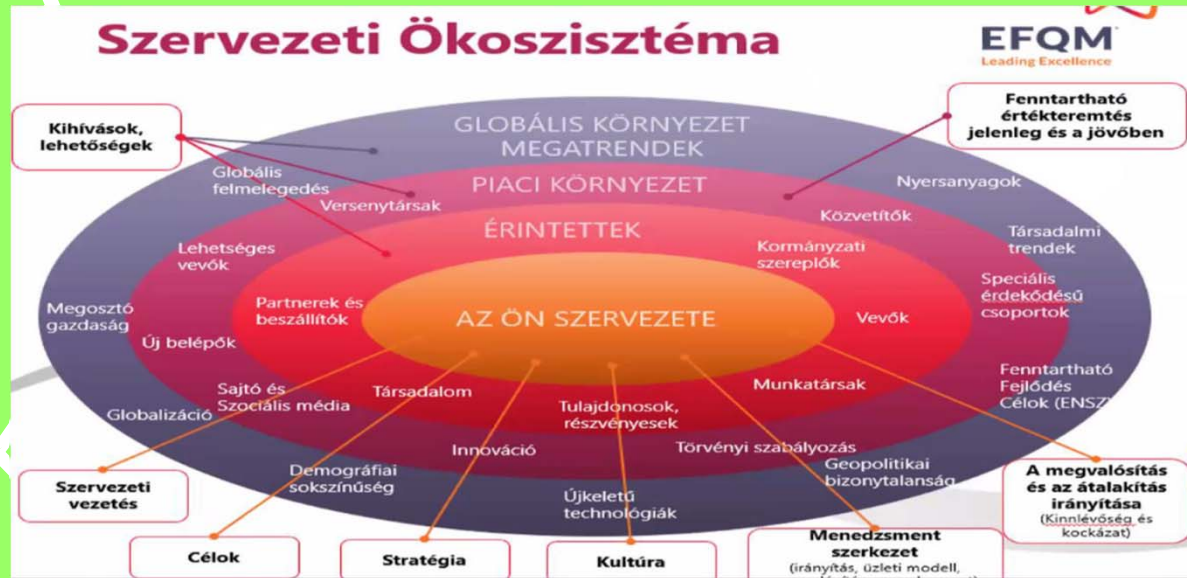 Szervezeti Ökoszisztéma
EFQM
Leading Excellence
Kihívások,
lehetőségek
Fenntartható
értékteremtés
jelenleg és a jövőben
GLOBÁLIS KÖRNYEZET
MEGATRENDEK
Globális
felmelegedés
Nyersanyagok
PIACI KÖRNYEZET
Versenytársak
Közvetítők
Társadalmi
trendek
ÉRINTETTEK
Lehetséges
vevők
Kormányzati
szereplők
Speciális
érdekődésű
csoportok
Megosztó
gazdaság
Partnerek és
beszállítók
AZ ÖN SZERVEZETE
Vevők
Új belépők
Sajtó és
Szociális média
Társadalom
Munkatársak
Fenntartható
Fejlődés
Célok (ENSZ)
Globalizáció
Tulajdonosok,
részvényesek
Innováció
Törvényi szabályozás
Demográfiai
sokszínűség
Geopolitikai
bizonytalanság
Újkeletű
technológiák
Szervezeti
vezetés
Célok
Stratégia
Kultúra
Menedzsment
szerkezet
(irányítás, üzleti modell,
A megvalósítás
és az átalakítás
irányítása
(Kinnlévőség és
kockázat)